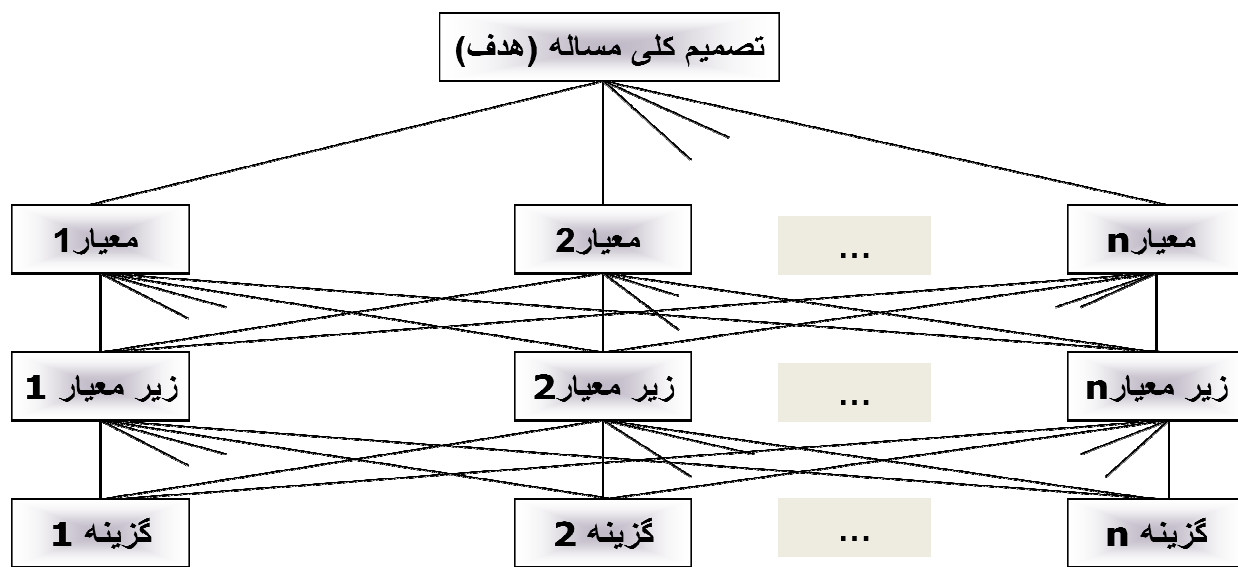 تصمیم کلی مساله (هدف)
معیار1
معیار2
...
معیارn
زیر معیار 1
زیر معیار2
...
زیر معیارn
گزینه 1
گزینه 2
...
گزینه n